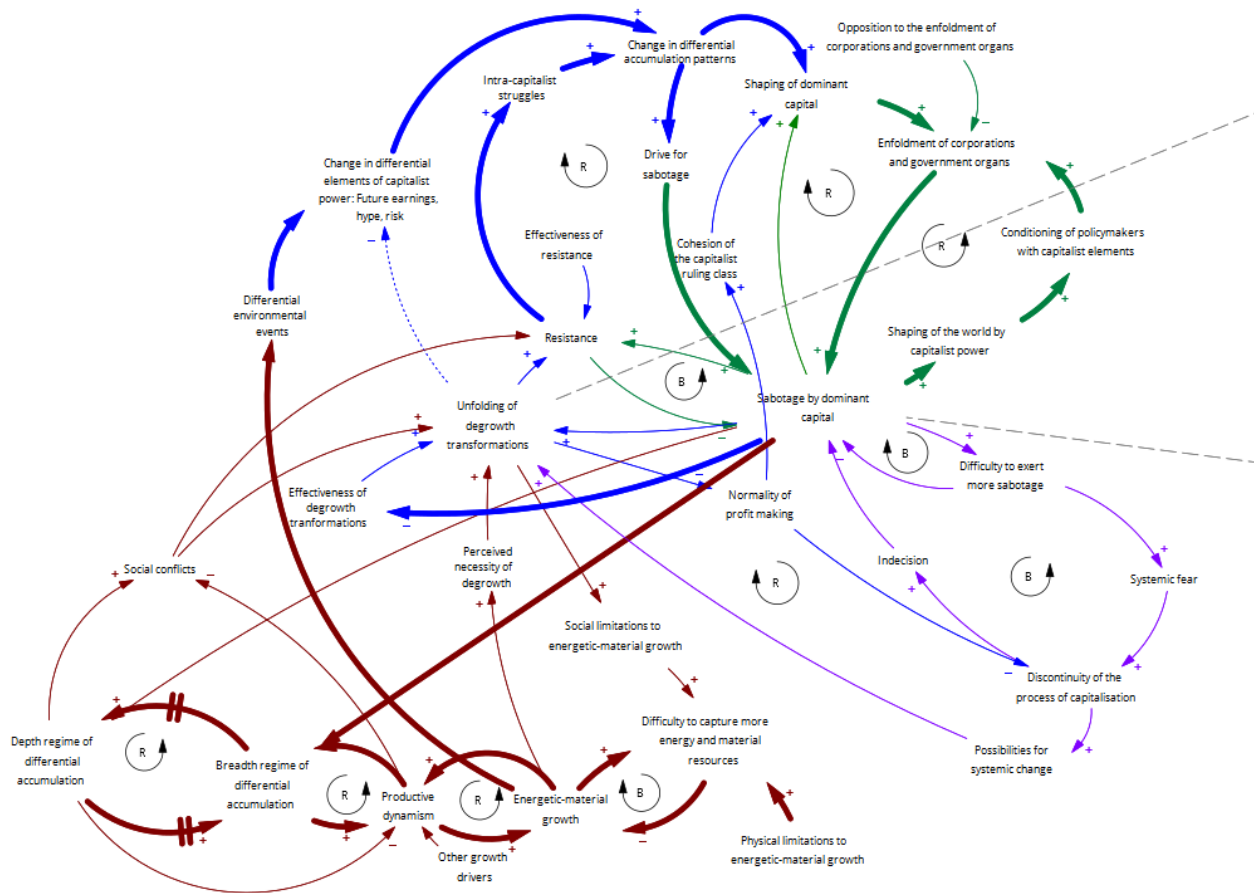 Opposition to the enfoldment of
corporations and government organs
Change in differential
accumulation patterns
Intra-capitalist
struggles
Shaping of dominant
capital
Enfoldment of corporations
and government organs
Drive for
sabotage
Change in differential
elements of capitalist
power: Future earnings,
hype, risk
R
R
R
Effectiveness of
resistance
Cohesion of
the capitalist
ruling class
Conditioning of policymakers
with capitalist elements
Differential
environmental
events
Resistance
Shaping of the world by
capitalist power
B
Sabotage by dominant
capital
Unfolding of
degrowth
transformations
B
Difficulty to exert
more sabotage
Effectiveness of
degrowth
tranformations
Normality of
profit making
Perceived
necessity of
degrowth
Social conflicts
Indecision
R
B
Systemic fear
Social limitations to
energetic-material growth
Discontinuity of the
process of capitalisation
Difficulty to capture more
energy and material
resources
Possibilities for
systemic change
Depth regime of
differential
accumulation
R
Breadth regime of
differential
accumulation
R
Productive
dynamism
R
Energetic-material
growth
B
Physical limitations to
energetic-material growth
Other growth
drivers